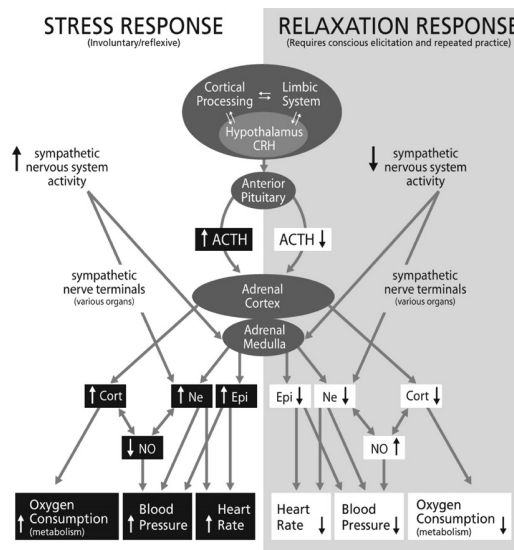 STRESS RESPONSE
(Involuntary/reflexive)
RELAXATION RESPONSE
(Requires conscious elicitation and repeated practice)
Cortical
Processing
Limbic
System
Hypothalamus
CRH
sympathetic
nervous system
activity
sympathetic
nervous system
activity
Anterior
Pituitary
ACTH
ACTH
sympathetic
nerve terminals
(various organs)
sympathetic
nerve terminals
(various organs)
Adrenal
Cortex
Adrenal
Medulla
Cort
Ne
Epi
Epi
Ne
Cort
NO
NO
Oxygen
Consumption
(metabolism)
Blood
Pressure
Heart
Rate
Heart
Rate
Blood
Pressure
Oxygen
Consumption
(metabolism)